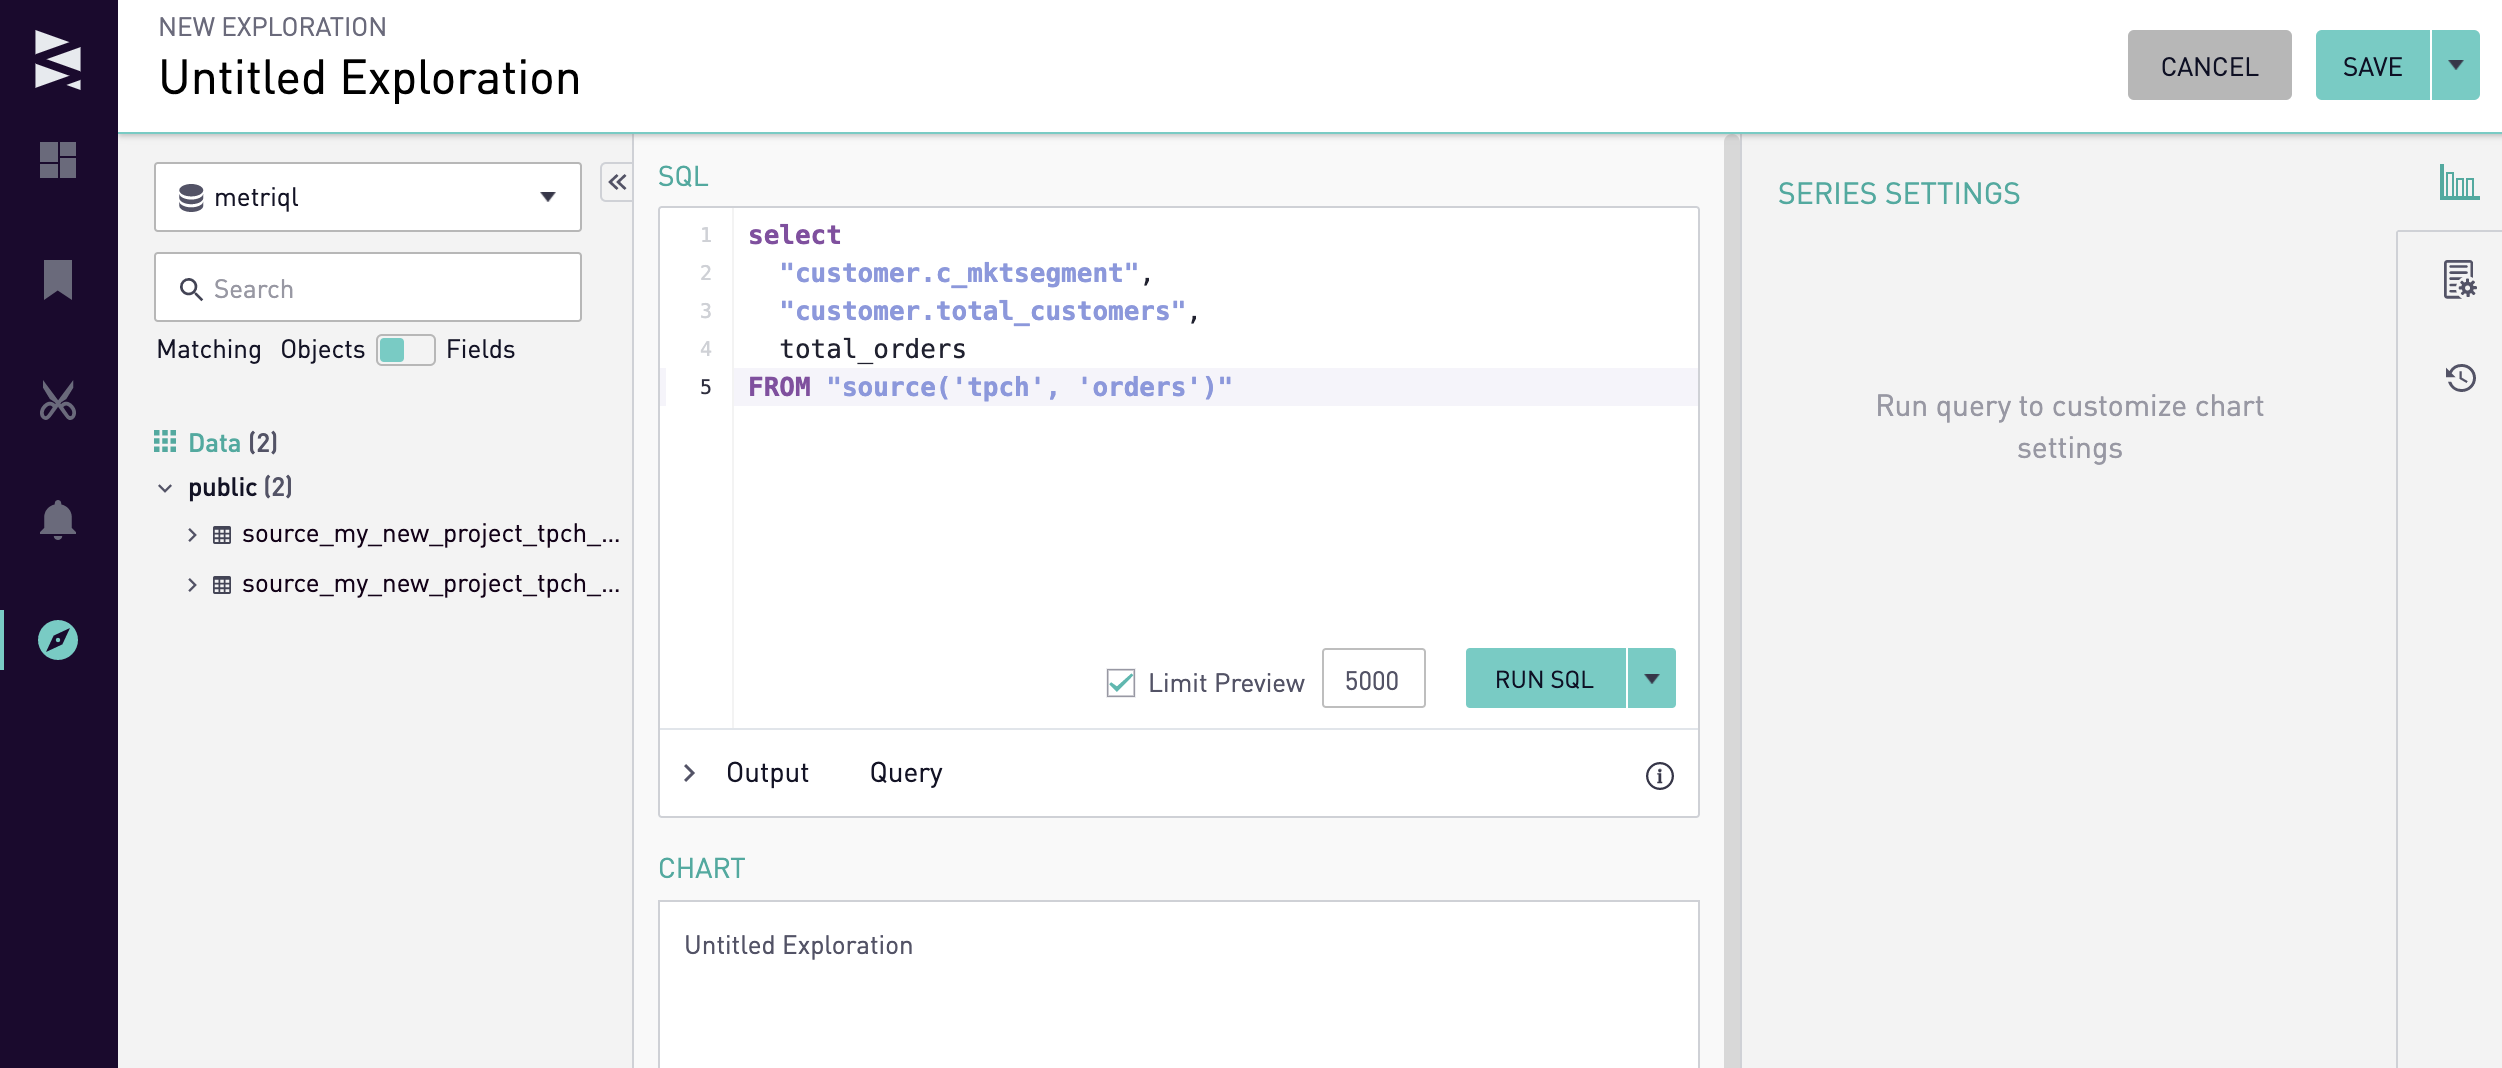 NEW EXPLORATION
Untitled Exploration
CANCEL
SAVE
metriql
Search
Matching Objects Fields
Data (2)
public (2)
source_my_new_project_tpch_...
source_my_new_project_tpch_...
SQL
1 select
2 "customer.c_mktsegment",
3 "customer.total_customers",
4 total_orders
5 FROM "source('tpch', 'orders')"
Limit Preview 5000 RUN SQL
Output Query
CHART
Untitled Exploration
SERIES SETTINGS
Run query to customize chart
settings